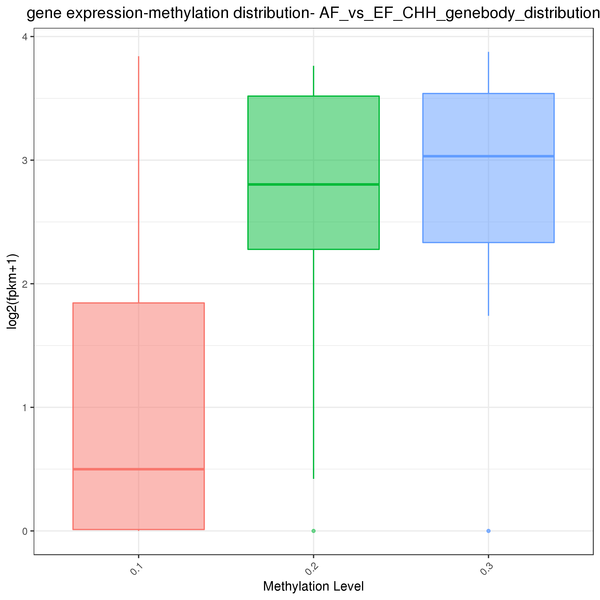 gene expression-methylation distribution- AF_vs_EF_CHH_genebody_distribution
4
3
2
1
0
log2(fpkm+1)
0.1
0.2
0.3
Methylation Level